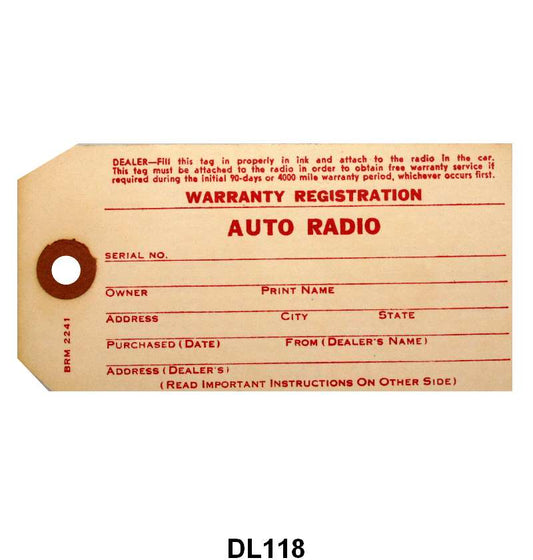 DEALER—Fill this tag in properly in ink and attach to the radio in the car.
This tag must be attached to the radio in order to obtain free warranty service if
required during the initial 90-days or 4000 mile warranty period, whichever occurs first.
WARRANTY REGISTRATION
AUTO RADIO
SERIAL NO.
OWNER PRINT NAME
ADDRESS CITY STATE
PURCHASED (DATE) FROM (DEALER'S NAME)
ADDRESS (DEALER'S)
(READ IMPORTANT INSTRUCTIONS ON OTHER SIDE)
BRM 2241
DL118